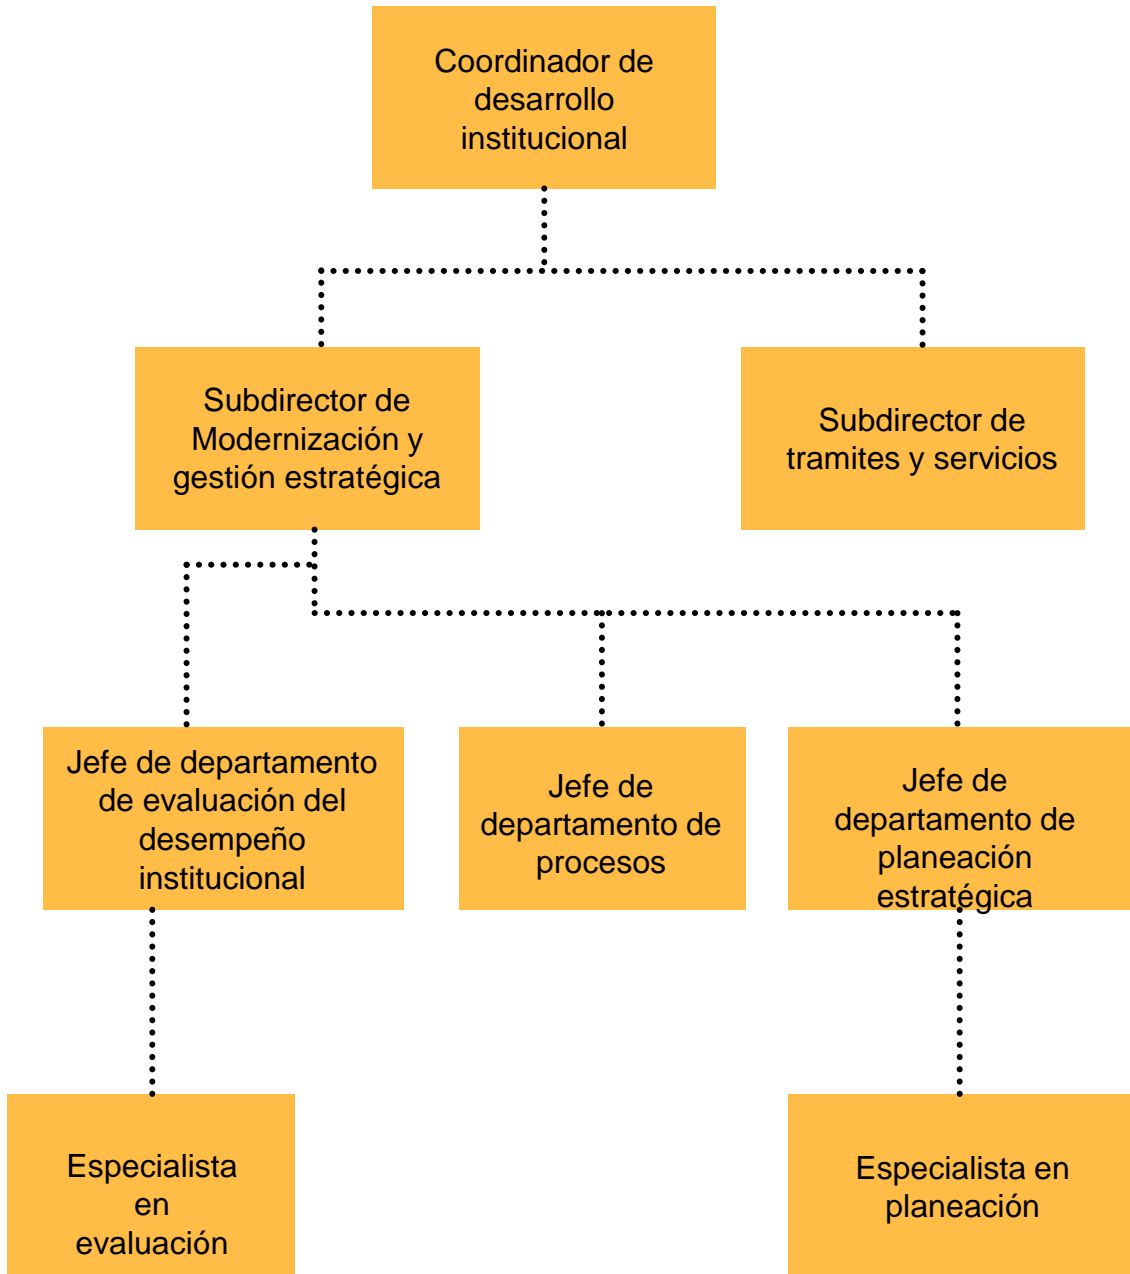 Coordinador de
desarrollo
institucional
Subdirector de
Modernización y
gestión estratégica
Subdirector de
tramites y servicios
Jefe de departamento
de evaluación del
desempeño
institucional
Jefe de
departamento de
procesos
Jefe de
departamento de
planeación
estratégica
Especialista
en
evaluación
Especialista en
planeación